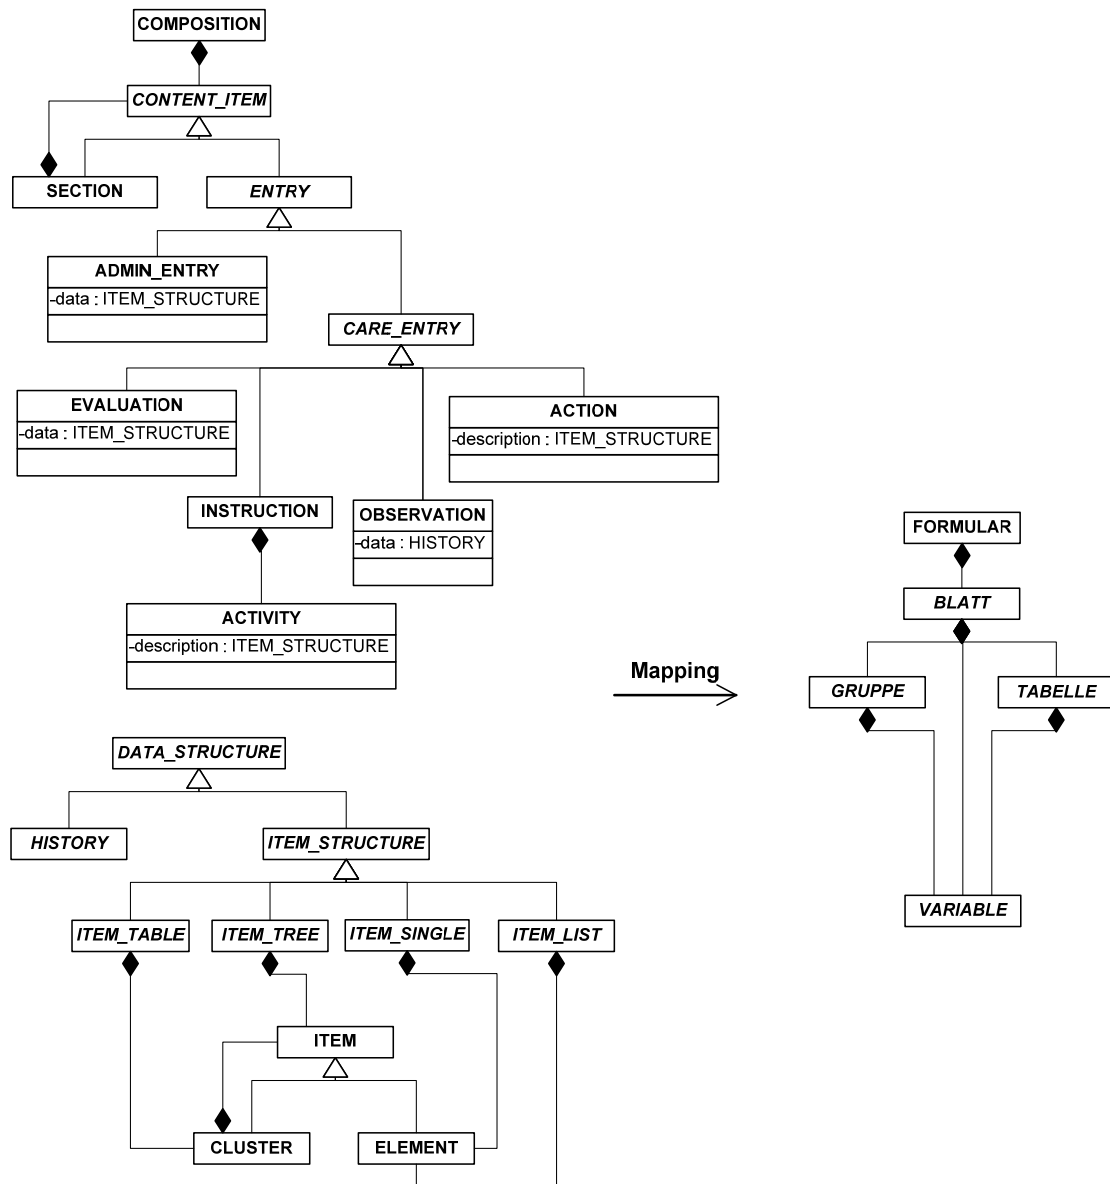 COMPOSITION
CONTENT_ITEM
SECTION
ENTRY
ADMIN_ENTRY
-data : ITEM_STRUCTURE
CARE_ENTRY
EVALUATION
-data : ITEM_STRUCTURE
ACTION
-description : ITEM_STRUCTURE
INSTRUCTION
OBSERVATION
-data : HISTORY
ACTIVITY
-description : ITEM_STRUCTURE
Mapping
FORMULAR
BLATT
GRUPPE
TABELLE
VARIABLE
DATA_STRUCTURE
HISTORY
ITEM_STRUCTURE
ITEM_TABLE
ITEM_TREE
ITEM_SINGLE
ITEM_LIST
ITEM
CLUSTER
ELEMENT